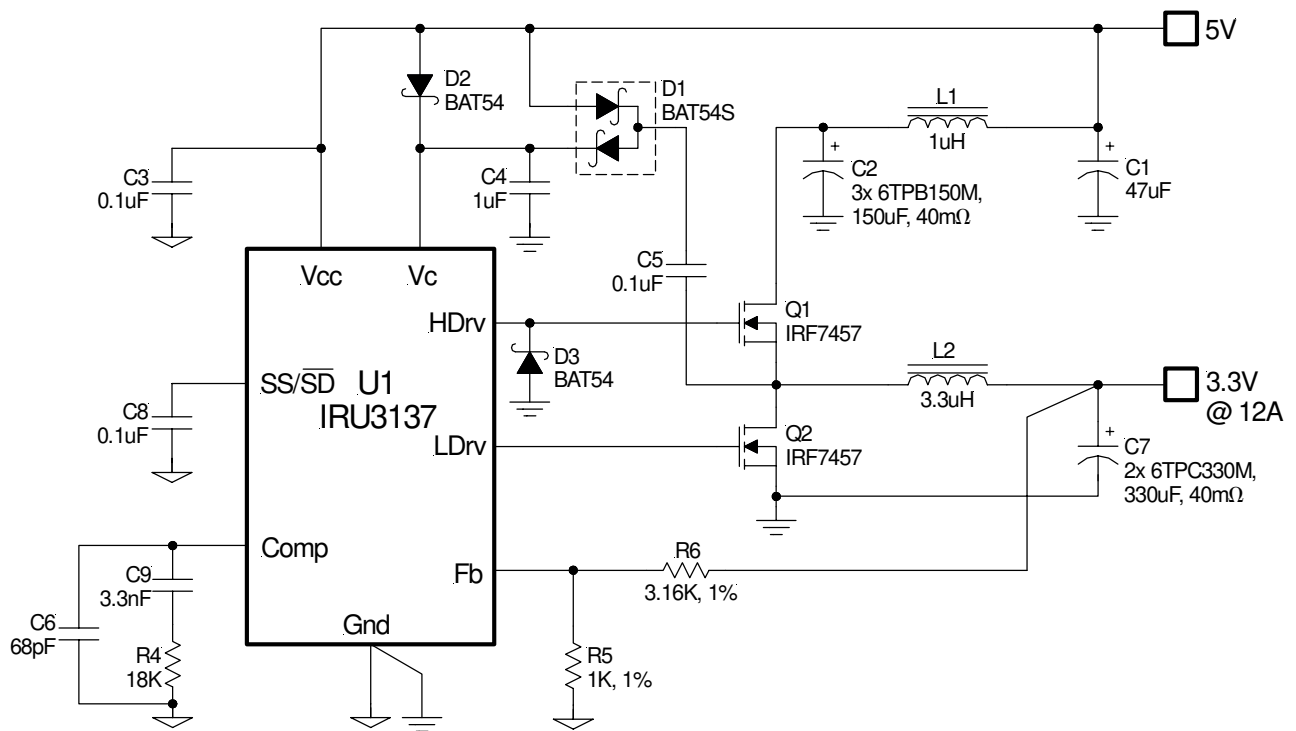 5V
D2
BAT54
D1
BAT54S
L1
1uH
C3
0.1uF
C4
1uF
C2
3x 6TPB150M,
150uF, 40mΩ
C1
47uF
Vcc
Vc
C5
0.1uF
HDrv
Q1
IRF7457
D3
BAT54
L2
3.3uH
3.3V
@ 12A
SS/S̅D̅
U1
IRU3137
C8
0.1uF
LDrv
Q2
IRF7457
C7
2x 6TPC330M,
330uF, 40mΩ
Comp
Fb
R6
3.16K, 1%
C9
3.3nF
C6
68pF
Gnd
R4
18K
R5
1K, 1%